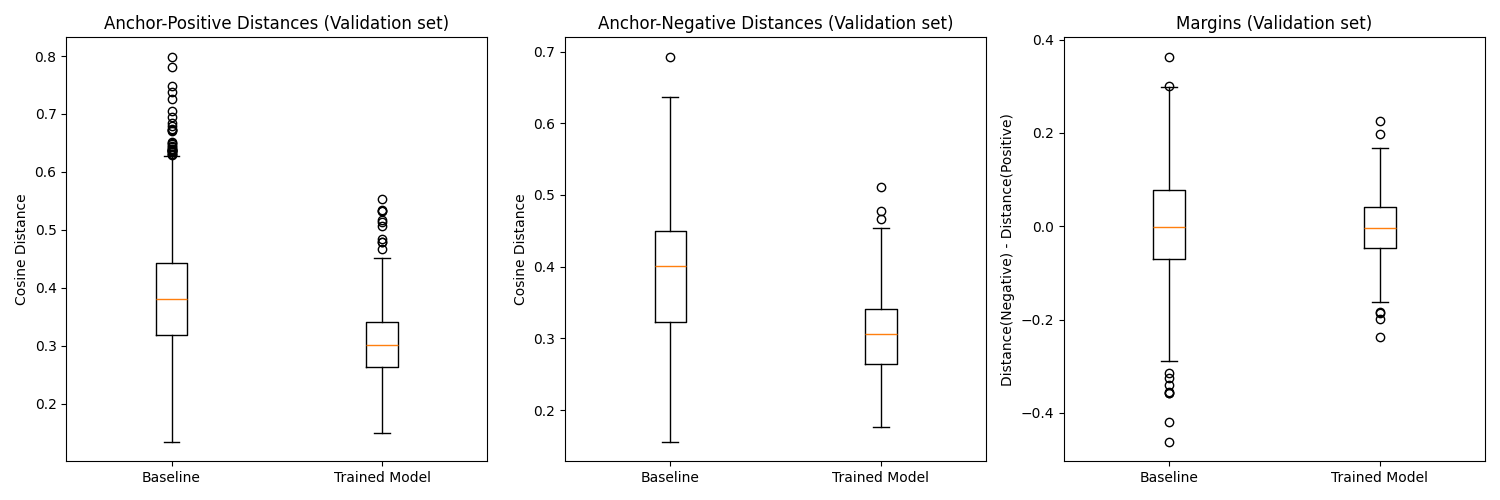 Anchor-Positive Distances (Validation set)
Cosine Distance
0.8
0.7
0.6
0.5
0.4
0.3
0.2
Baseline
Trained Model
Anchor-Negative Distances (Validation set)
Cosine Distance
0.7
0.6
0.5
0.4
0.3
0.2
Baseline
Trained Model
Margins (Validation set)
Distance(Negative) - Distance(Positive)
0.4
0.2
0.0
−0.2
−0.4
Baseline
Trained Model